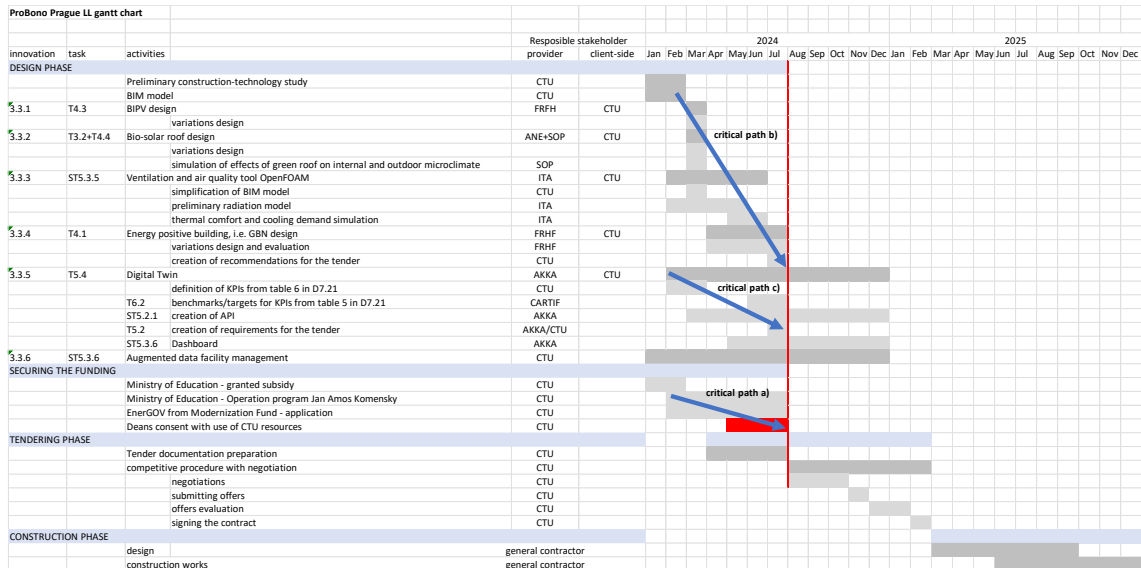 ProBono Prague LL gantt chart
Resposible stakeholder 2024 2025
innovation task activities provider client-side Jan Feb Mar Apr May Jun Jul Aug Sep Oct Nov Dec Jan Feb Mar Apr May Jun Jul Aug Sep Oct Nov Dec
DESIGN PHASE
Preliminary construction-technology study CTU
BIM model CTU
3.3.1 T4.3 BIPV design FRFH CTU
variations design
3.3.2 T3.2+T4.4 Bio-solar roof design ANE+SOP CTU critical path b)
variations design
simulation of effects of green roof on internal and outdoor microclimate SOP
3.3.3 ST5.3.5 Ventilation and air quality tool OpenFOAM ITA CTU
simplification of BIM model CTU
preliminary radiation model ITA
thermal comfort and cooling demand simulation ITA
3.3.4 T4.1 Energy positive building, i.e. GBN design FRHF CTU
variations design and evaluation FRHF
creation of recommendations for the tender
3.3.5 T5.4 Digital Twin AKKA CTU
definition of KPIs from table 6 in D7.21 CTU critical path c)
T6.2 benchmarks/targets for KPIs from table 5 in D7.21 CARTIF
ST5.2.1 creation of API AKKA
T5.2 creation of requirements for the tender AKKA/CTU
ST5.3.6 Dashboard AKKA
3.3.6 ST5.3.6 Augmented data facility management CTU
SECURING THE FUNDING
Ministry of Education - granted subsidy CTU critical path a)
Ministry of Education - Operation program Jan Amos Komensky CTU
EnerGOV from Modernization Fund - application CTU
Deans consent with use of CTU resources CTU
TENDERING PHASE
Tender documentation preparation CTU
competitive procedure with negotiation CTU
negotiations CTU
submitting offers CTU
offers evaluation CTU
signing the contract CTU
CONSTRUCTION PHASE
design general contractor
construction works general contractor